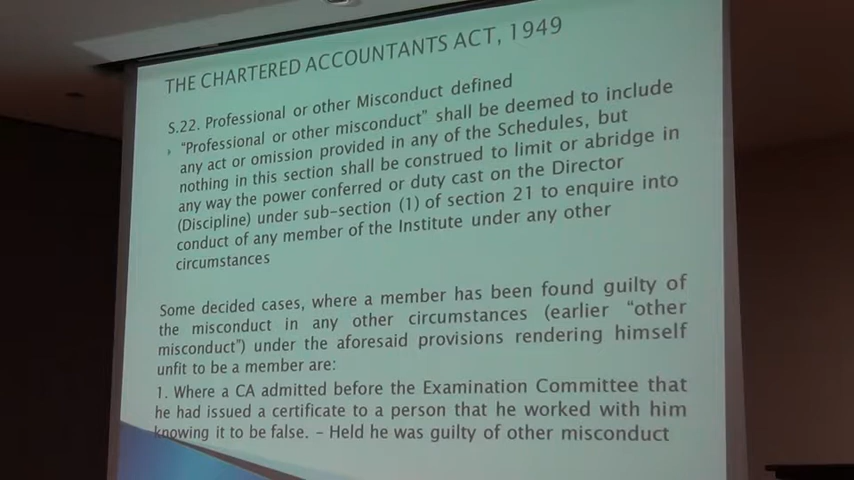 THE CHARTERED ACCOUNTANTS ACT, 1949
S.22. Professional or other Misconduct defined
"Professional or other misconduct" shall be deemed to include
any act or omission provided in any of the Schedules, but
nothing in this section shall be construed to limit or abridge in
any way the power conferred or duty cast on the Director
(Discipline) under sub-section (1) of section 21 to enquire into
conduct of any member of the Institute under any other
circumstances
Some decided cases, where a member has been found guilty of
the misconduct in any other circumstances (earlier "other
misconduct") under the aforesaid provisions rendering himself
unfit to be a member are:
1. Where a CA admitted before the Examination Committee that
he had issued a certificate to a person that he worked with him
knowing it to be false. – Held he was guilty of other misconduct